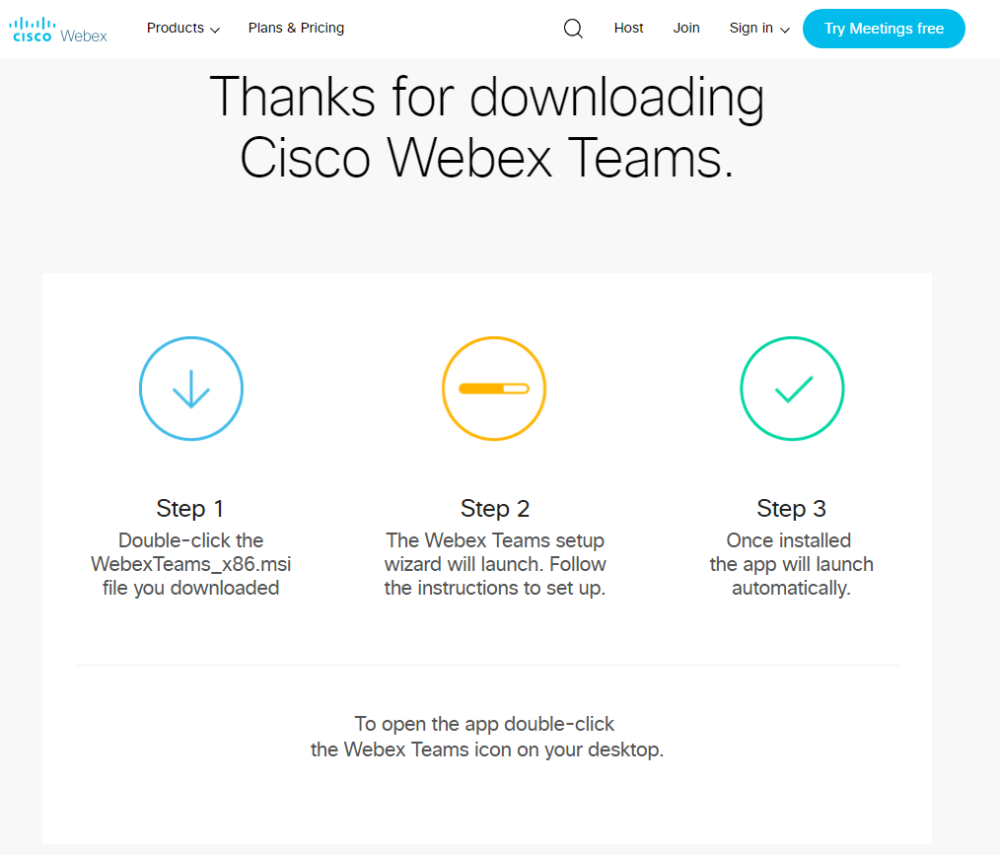 cisco Webex Products Plans & Pricing Host Join Sign in Try Meetings free
Thanks for downloading
Cisco Webex Teams.
Step 1
Double-click the
WebexTeams_x86.msi
file you downloaded
Step 2
The Webex Teams setup
wizard will launch. Follow
the instructions to set up.
Step 3
Once installed
the app will launch
automatically.
To open the app double-click
the Webex Teams icon on your desktop.